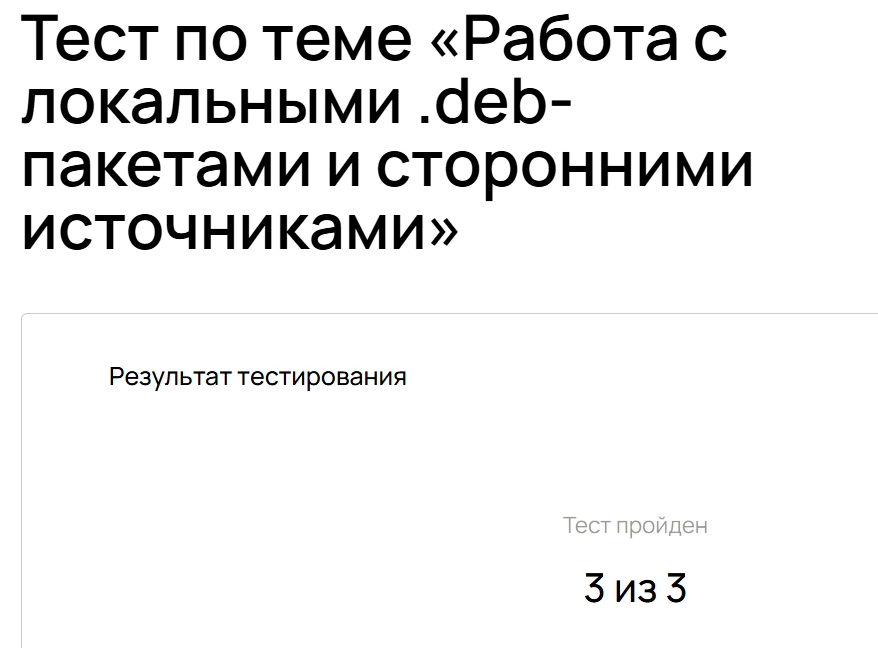 Тест по теме «Работа с
локальными .deb-
пакетами и сторонними
источниками»
Результат тестирования
Тест пройден
3 из 3